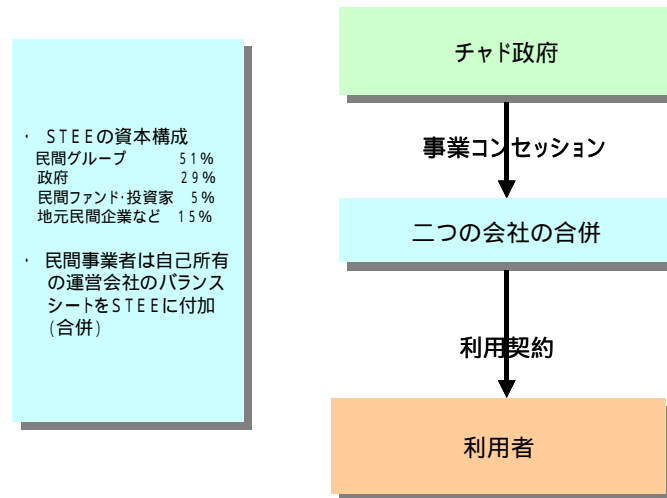 ・ STEEの資本構成
民間グループ 51%
政府 29%
民間ファンド・投資家 5%
地元民間企業など 15%
・ 民間事業者は自己所有
の運営会社のバランス
シートをSTEEに付加
(合併)
チャド政府
事業コンセッション
二つの会社の合併
利用契約
利用者